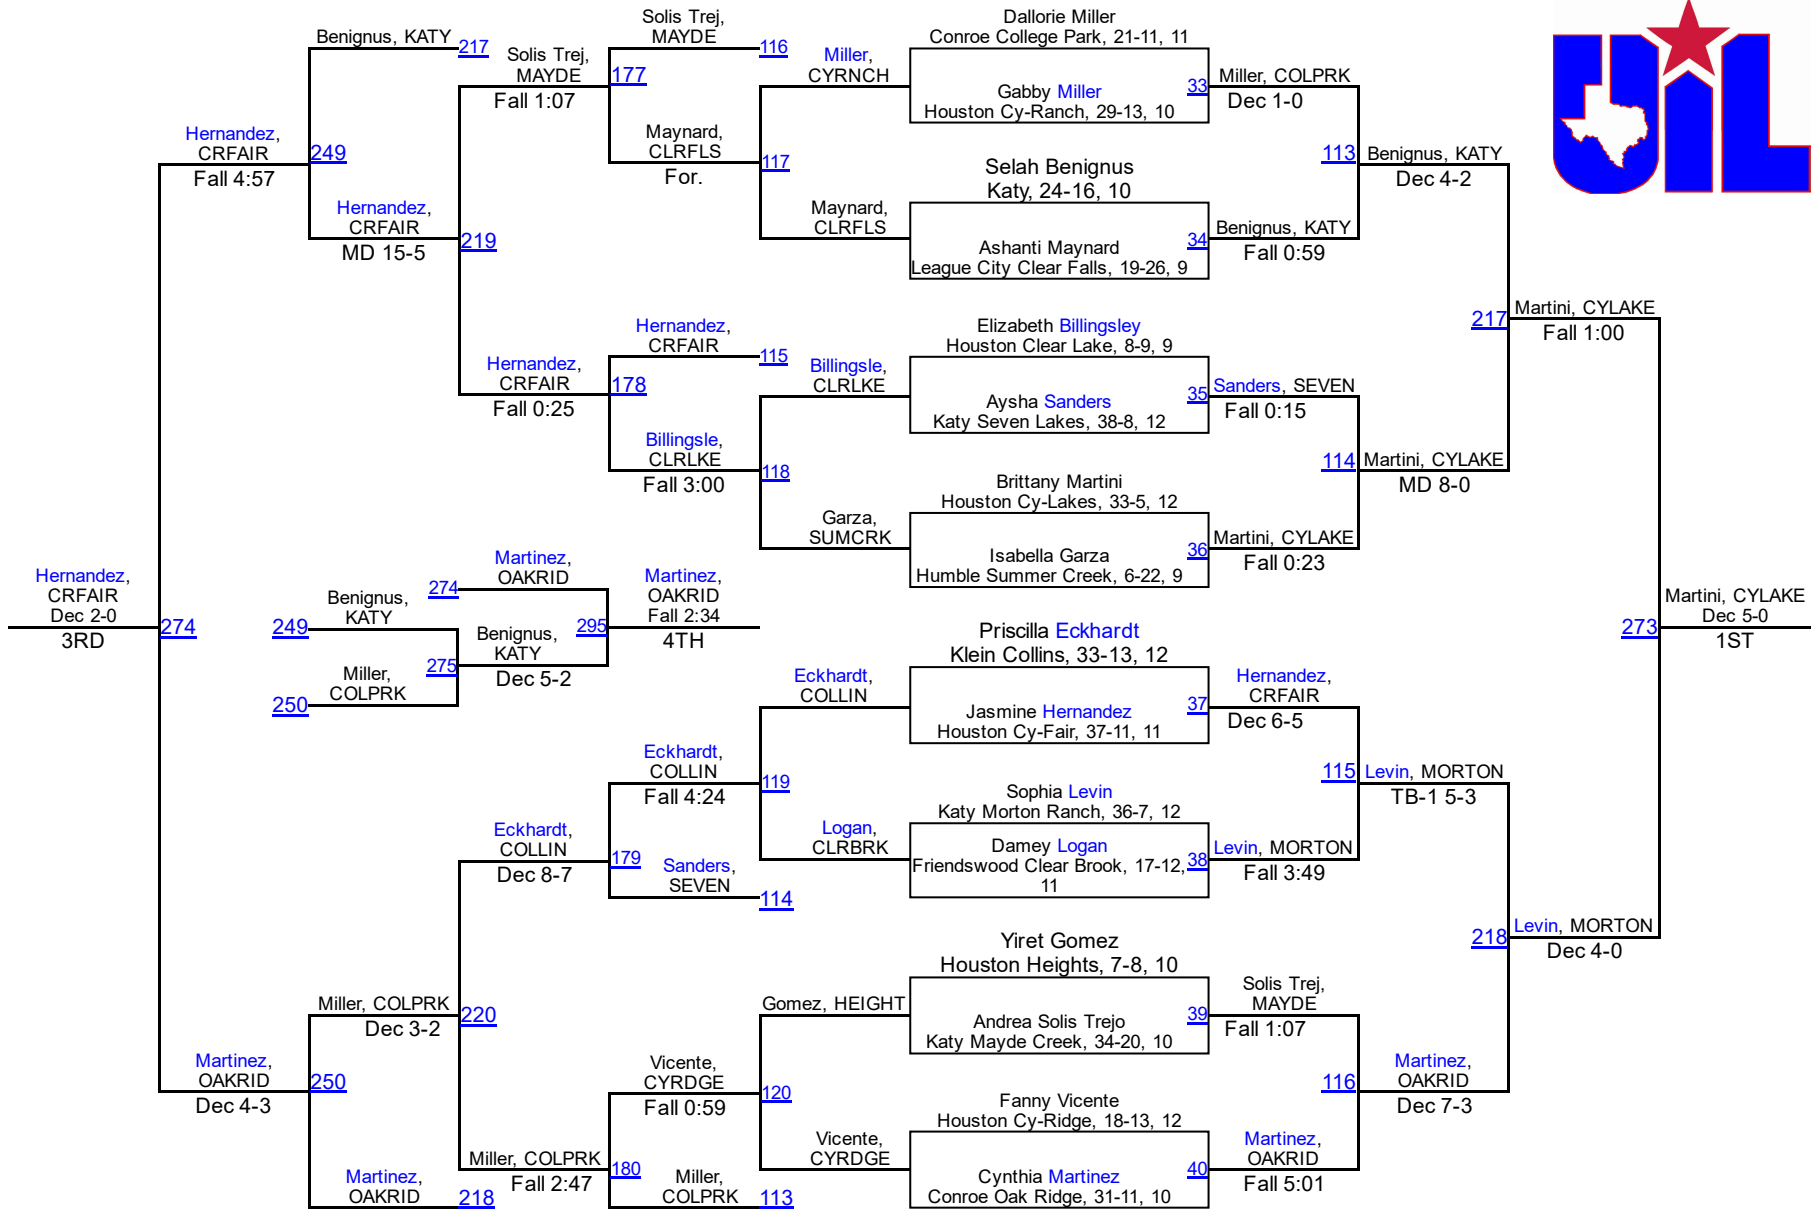 Benignus, KATY
217
Hernandez,
CRFAIR
249
Fall 4:57
Hernandez,
CRFAIR
MD 15-5
219
Solis Trej,
MAYDE
177
Fall 1:07
Solis Trej,
MAYDE
116
Maynard,
CLRFLS
117
For.
Miller,
CYRNCH
Maynard,
CLRFLS
Hernandez,
CRFAIR
178
Fall 0:25
Hernandez,
CRFAIR
115
Billingsle,
CLRLKE
118
Fall 3:00
Billingsle,
CLRLKE
Garza,
SUMCRK
Hernandez,
CRFAIR
Dec 2-0
274
3RD
Martinez,
OAKRID
274
Benignus,
KATY
249
Miller,
COLPRK
250
275
Benignus,
KATY
Dec 5-2
295
Martinez,
OAKRID
Fall 2:34
4TH
Eckhardt,
COLLIN
Eckhardt,
COLLIN
119
Fall 4:24
Logan,
CLRBRK
Eckhardt,
COLLIN
179
Dec 8-7
Sanders,
SEVEN
114
Miller, COLPRK
220
Dec 3-2
Martinez,
OAKRID
250
Dec 4-3
Martinez,
OAKRID
218
Gomez, HEIGHT
Vicente,
CYRDGE
120
Fall 0:59
Vicente,
CYRDGE
Miller, COLPRK
180
Fall 2:47
Miller,
COLPRK
113
Dallorie Miller
Conroe College Park, 21-11, 11
Gabby Miller
33
Houston Cy-Ranch, 29-13, 10
Miller, COLPRK
Dec 1-0
Selah Benignus
Katy, 24-16, 10
Ashanti Maynard
34
League City Clear Falls, 19-26, 9
Benignus, KATY
Fall 0:59
113
Benignus, KATY
Dec 4-2
Elizabeth Billingsley
Houston Clear Lake, 8-9, 9
Aysha Sanders
35
Katy Seven Lakes, 38-8, 12
Sanders, SEVEN
Fall 0:15
Brittany Martini
Houston Cy-Lakes, 33-5, 12
Isabella Garza
36
Humble Summer Creek, 6-22, 9
Martini, CYLAKE
Fall 0:23
114
Martini, CYLAKE
MD 8-0
217
Martini, CYLAKE
Fall 1:00
Priscilla Eckhardt
Klein Collins, 33-13, 12
Jasmine Hernandez
37
Houston Cy-Fair, 37-11, 11
Hernandez,
CRFAIR
Dec 6-5
Sophia Levin
Katy Morton Ranch, 36-7, 12
Damey Logan
38
Friendswood Clear Brook, 17-12,
11
Levin, MORTON
Fall 3:49
115
Levin, MORTON
TB-1 5-3
Yiret Gomez
Houston Heights, 7-8, 10
Andrea Solis Trejo
39
Katy Mayde Creek, 34-20, 10
Solis Trej,
MAYDE
Fall 1:07
Fanny Vicente
Houston Cy-Ridge, 18-13, 12
Cynthia Martinez
40
Conroe Oak Ridge, 31-11, 10
Martinez,
OAKRID
Fall 5:01
116
Martinez,
OAKRID
Dec 7-3
218
Levin, MORTON
Dec 4-0
273
Martini, CYLAKE
Dec 5-0
1ST
UIL